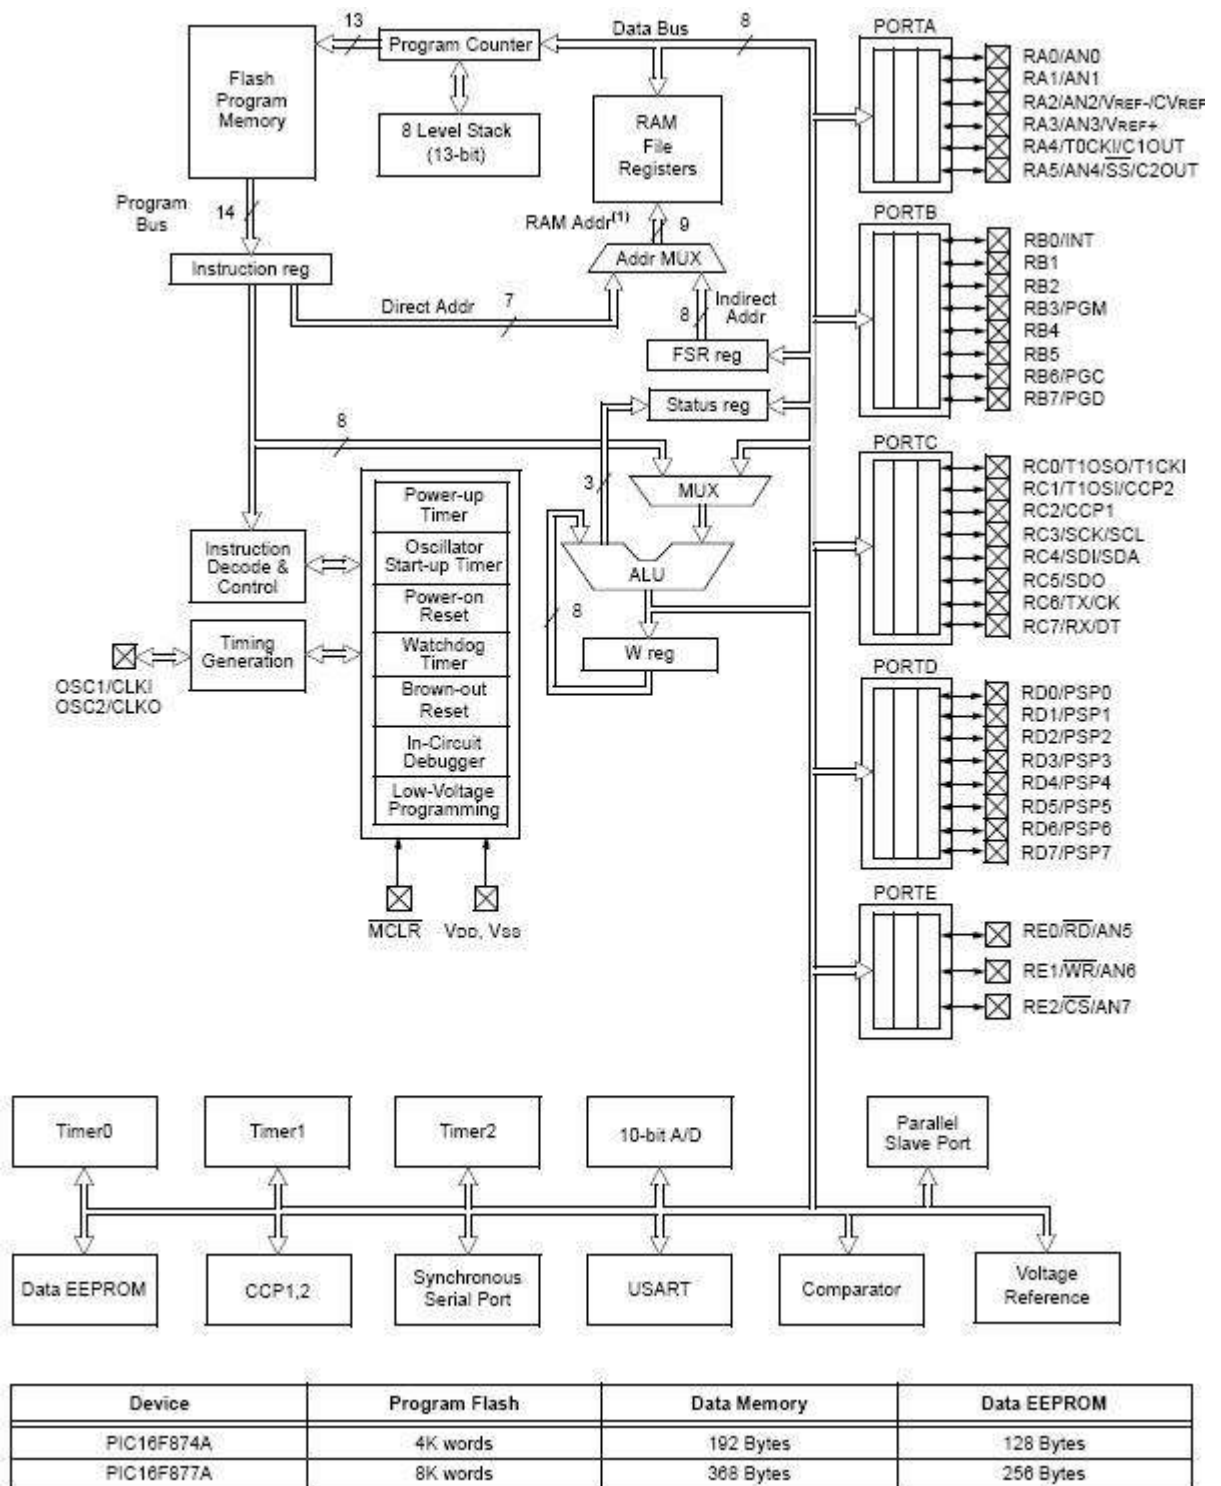 13
Program Counter
Data Bus
8
PORTA
Flash
Program
Memory
8 Level Stack
(13-bit)
RAM
File
Registers
RA0/AN0
RA1/AN1
RA2/AN2/VREF-/CVREF
RA3/AN3/VREF+
RA4/T0CKI/C1OUT
RA5/AN4/SS/C2OUT
Program
Bus
14
RAM Addr(1)
9
PORTB
Instruction reg
Addr MUX
Direct Addr
7
8
Indirect
Addr
FSR reg
Status reg
RB0/INT
RB1
RB2
RB3/PGM
RB4
RB5
RB6/PGC
RB7/PGD
8
3
MUX
PORTC
RC0/T1OSO/T1CKI
RC1/T1OSI/CCP2
RC2/CCP1
RC3/SCK/SCL
RC4/SDI/SDA
RC5/SDO
RC6/TX/CK
RC7/RX/DT
Power-up
Timer
Oscillator
Start-up Timer
Power-on
Reset
Watchdog
Timer
Brown-out
Reset
In-Circuit
Debugger
Low-Voltage
Programming
Instruction
Decode &
Control
Timing
Generation
OSC1/CLKI
OSC2/CLKO
ALU
8
W reg
MCLR
VDD, VSS
PORTD
RD0/PSP0
RD1/PSP1
RD2/PSP2
RD3/PSP3
RD4/PSP4
RD5/PSP5
RD6/PSP6
RD7/PSP7
PORTE
RE0/RD/AN5
RE1/WR/AN6
RE2/CS/AN7
Timer0
Timer1
Timer2
10-bit A/D
Parallel
Slave Port
Data EEPROM
CCP1,2
Synchronous
Serial Port
USART
Comparator
Voltage
Reference
Device Program Flash Data Memory Data EEPROM
PIC16F874A 4K words 192 Bytes 128 Bytes
PIC16F877A 8K words 368 Bytes 256 Bytes